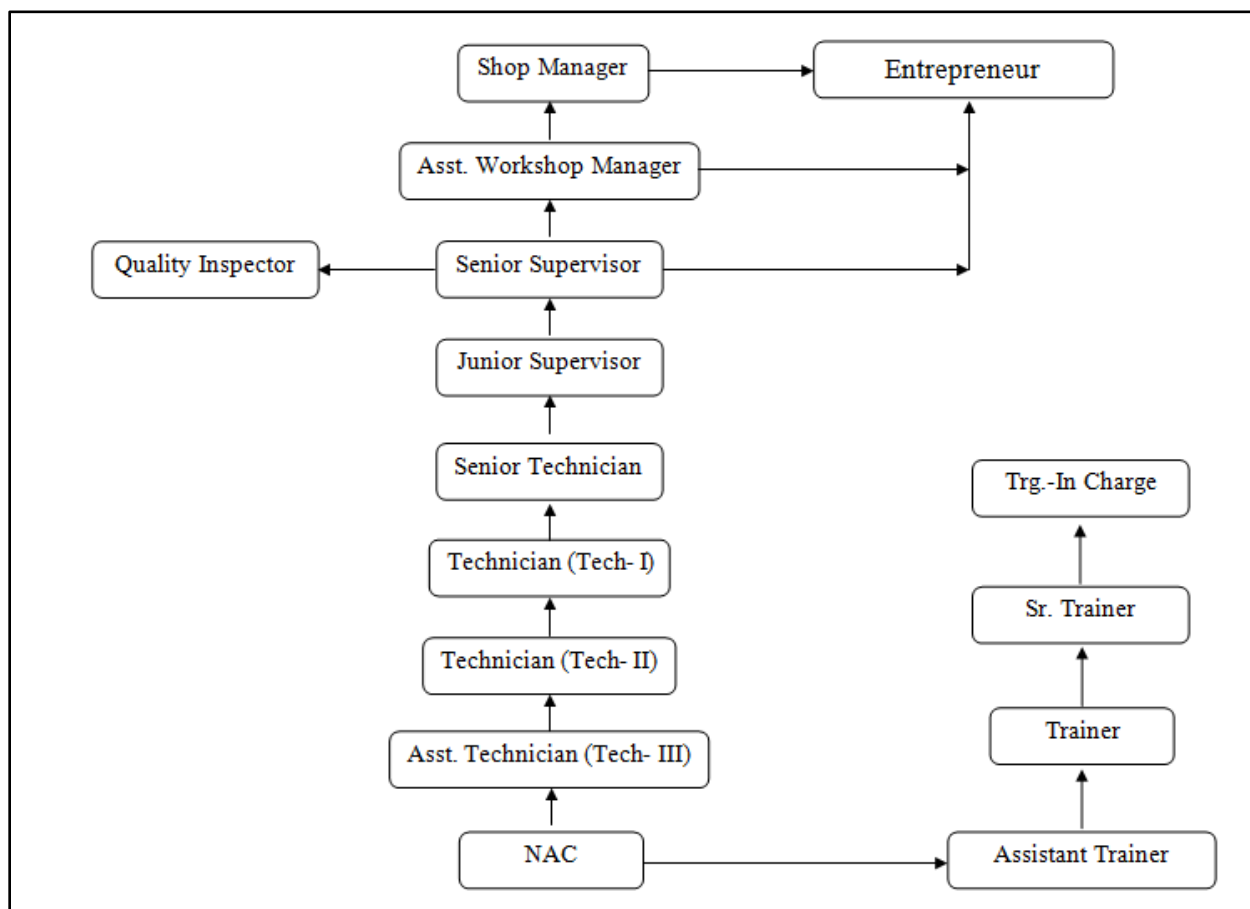 Shop Manager
Entrepreneur
Asst. Workshop Manager
Quality Inspector
Senior Supervisor
Junior Supervisor
Senior Technician
Trg.-In Charge
Technician (Tech- I)
Sr. Trainer
Technician (Tech- II)
Trainer
Asst. Technician (Tech- III)
NAC
Assistant Trainer